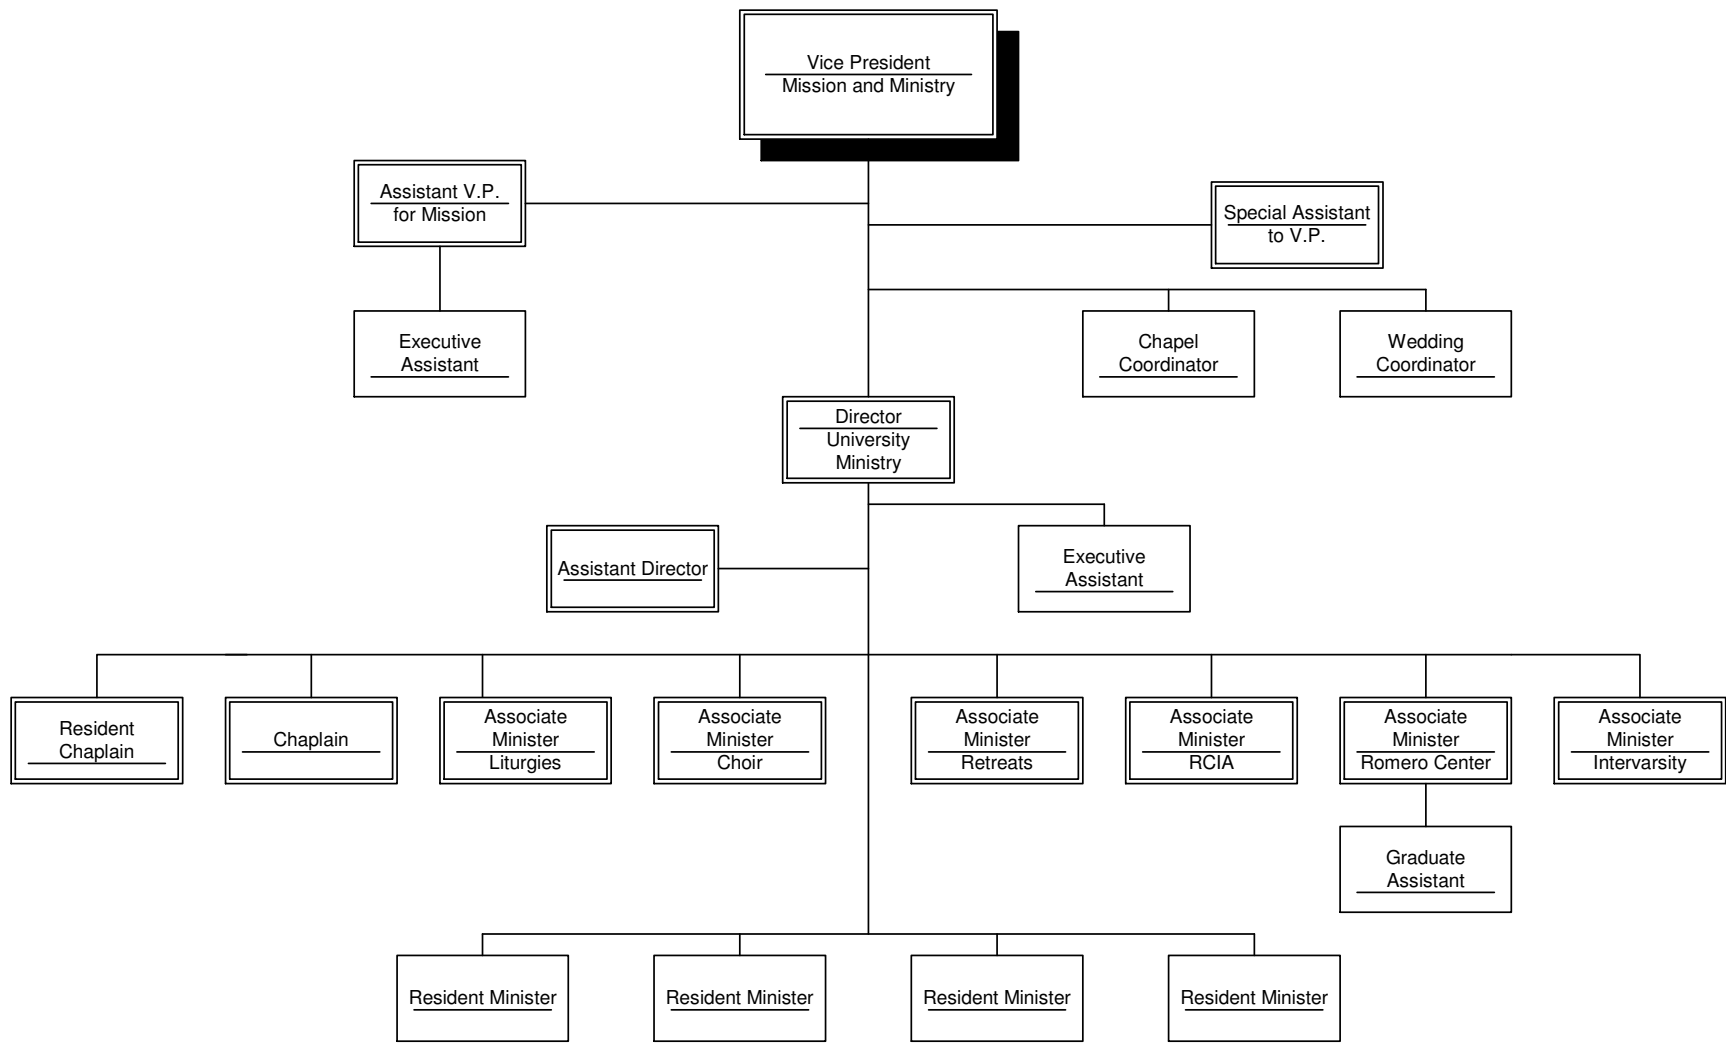 Vice President
Mission and Ministry
Assistant V.P.
for Mission
Special Assistant
to V.P.
Executive
Assistant
Chapel
Coordinator
Wedding
Coordinator
Director
University
Ministry
Assistant Director
Executive
Assistant
Resident
Chaplain
Chaplain
Associate
Minister
Liturgies
Associate
Minister
Choir
Associate
Minister
Retreats
Associate
Minister
RCIA
Associate
Minister
Romero Center
Associate
Minister
Intervarsity
Graduate
Assistant
Resident Minister
Resident Minister
Resident Minister
Resident Minister